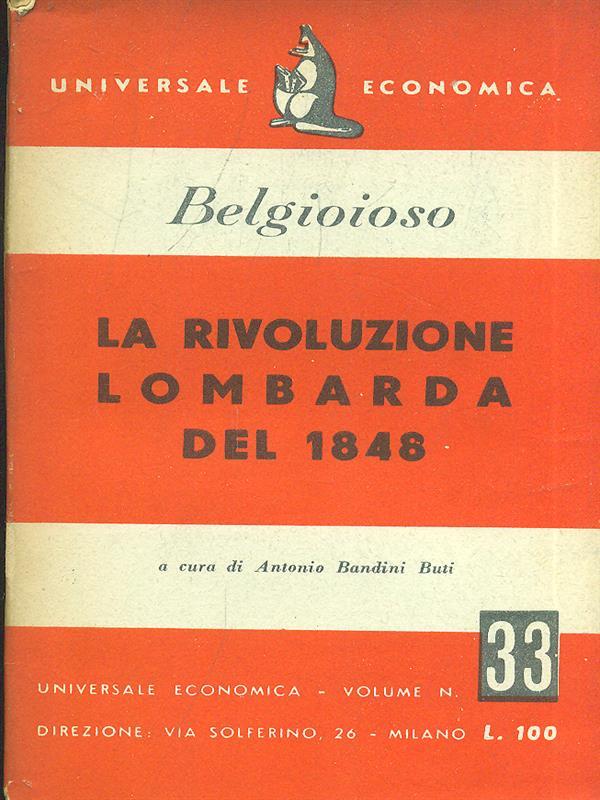 UNIVERSALE ECONOMICA
Belgioioso
LA RIVOLUZIONE
LOMBARDA
DEL 1848
a cura di Antonio Bandini Buti
33
UNIVERSALE ECONOMICA - VOLUME N.
DIREZIONE: VIA SOLFERINO, 26 - MILANO L. 100